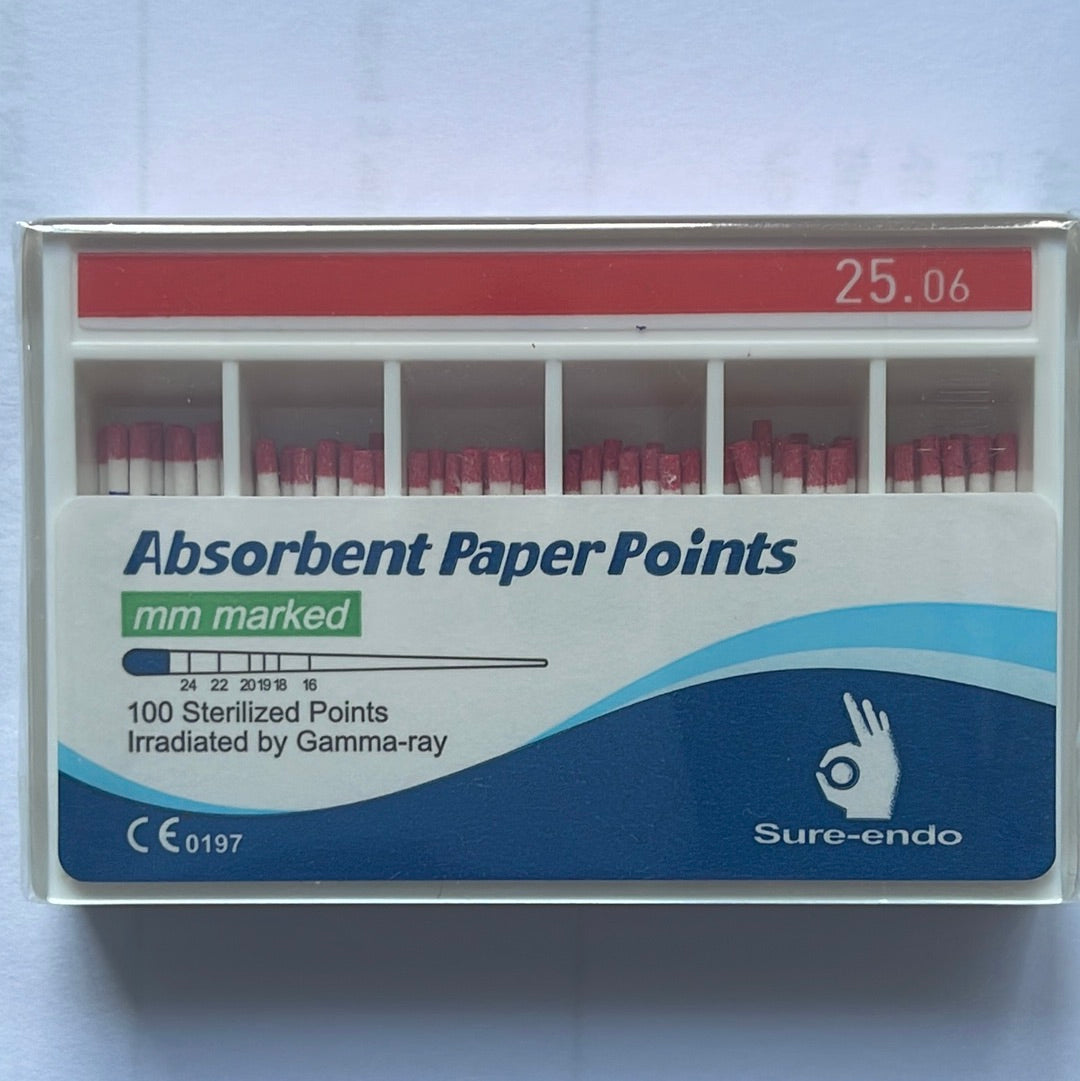 25.06
Absorbent Paper Points
mm marked
24 22 20 19 18 16
100 Sterilized Points
Irradiated by Gamma-ray
CE 0197
Sure-endo